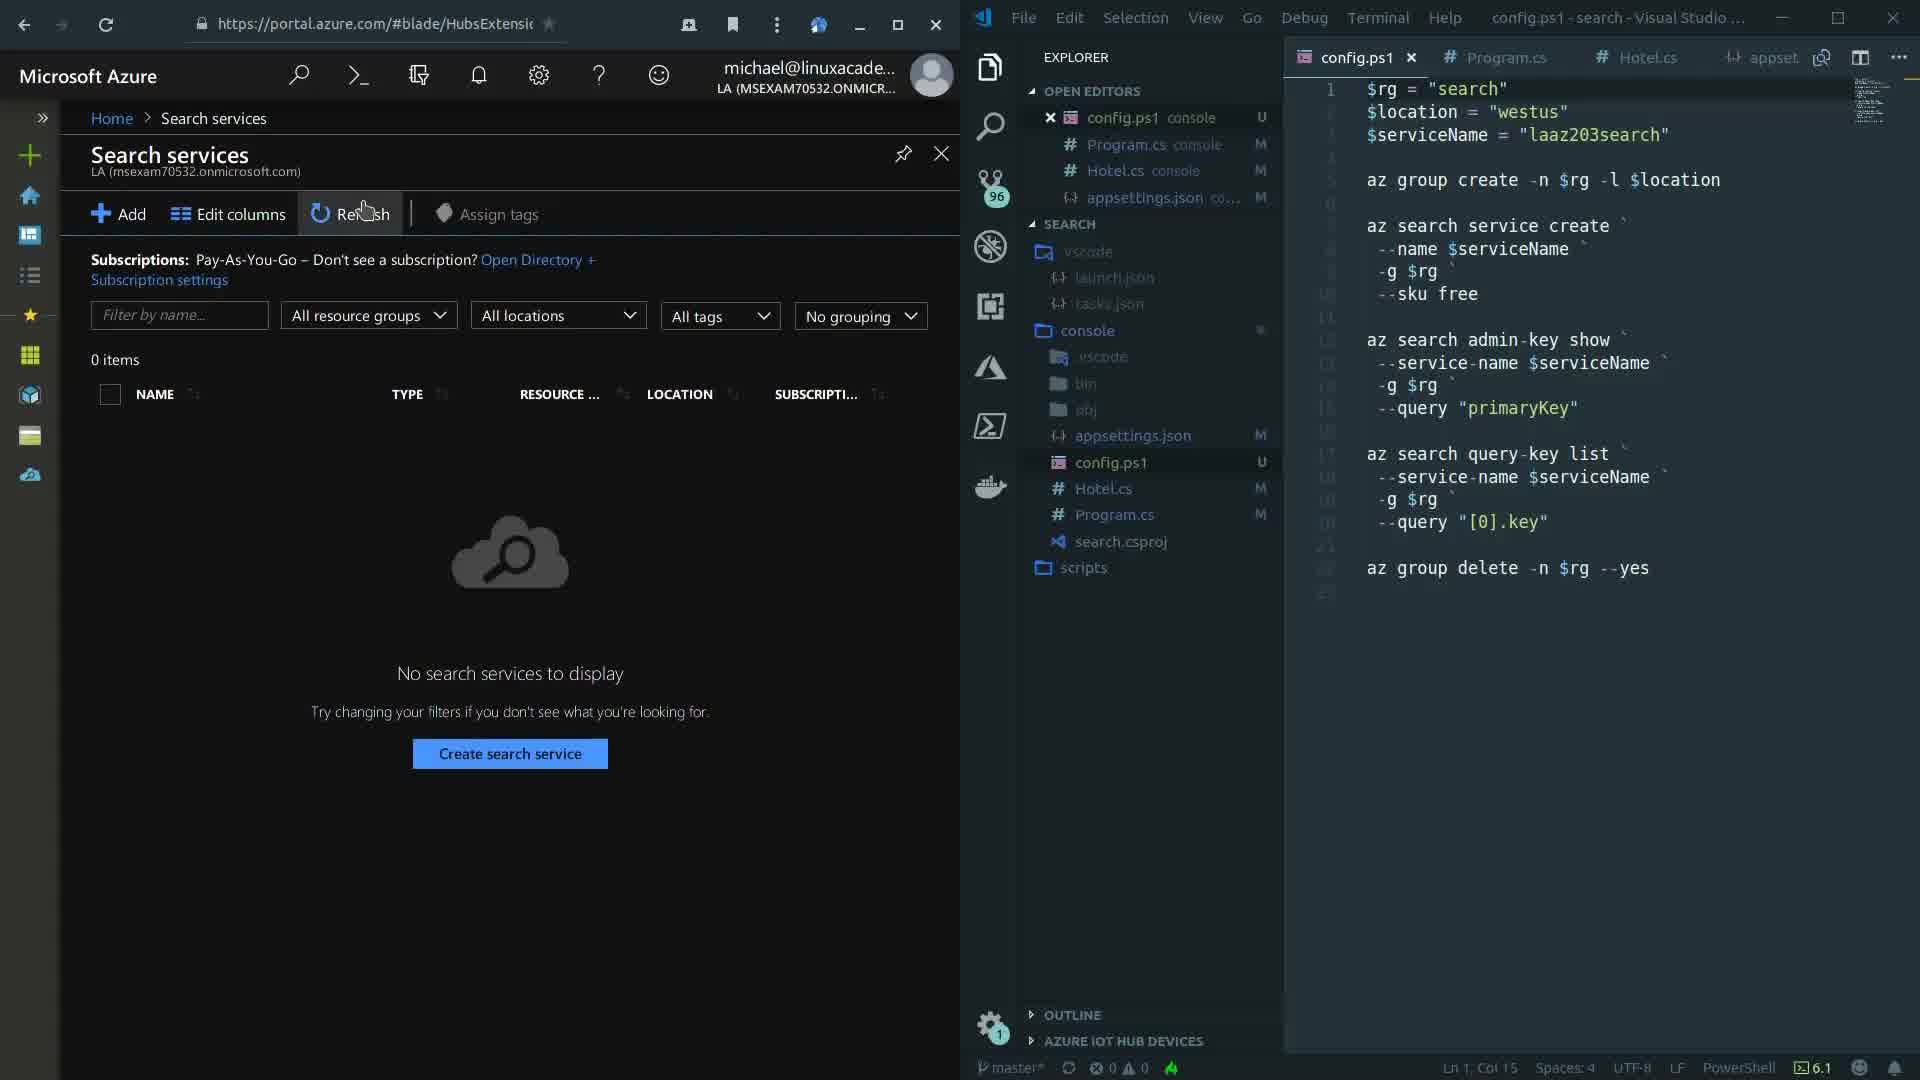 https://portal.azure.com/#blade/HubsExtensic
Microsoft Azure
michael@linuxacade...
LA (MSEXAM70532.ONMICR...
Home > Search services
Search services
LA (msexam70532.onmicrosoft.com)
Add
Edit columns
Assign tags
Subscriptions: Pay-As-You-Go – Don't see a subscription? Open Directory +
Subscription settings
Filter by name...
All resource groups
All locations
All tags
No grouping
0 items
NAME
TYPE
RESOURCE ...
LOCATION
SUBSCRIPTI...
No search services to display
Try changing your filters if you don't see what you're looking for.
Create search service
File Edit Selection View Go Debug Terminal Help
config.ps1 - search - Visual Studio ...
EXPLORER
OPEN EDITORS
config.ps1 console U
Program.cs console M
Hotel.cs console M
appsettings.json co... M
SEARCH
.vscode
launch.json
tasks.json
console
.vscode
bin
obj
appsettings.json M
config.ps1 U
Hotel.cs M
Program.cs M
search.csproj
scripts
OUTLINE
AZURE IOT HUB DEVICES
96
1
config.ps1
Program.cs
Hotel.cs
appset
1 $rg = "search"
$location = "westus"
$serviceName = "laaz203search"
az group create -n $rg -l $location
az search service create `
--name $serviceName `
-g $rg `
--sku free
az search admin-key show `
--service-name $serviceName `
-g $rg `
--query "primaryKey"
az search query-key list `
--service-name $serviceName `
-g $rg `
--query "[0].key"
az group delete -n $rg --yes
master*
0 0
Ln 1, Col 15
Spaces: 4
UTF-8
LF
PowerShell
6.1